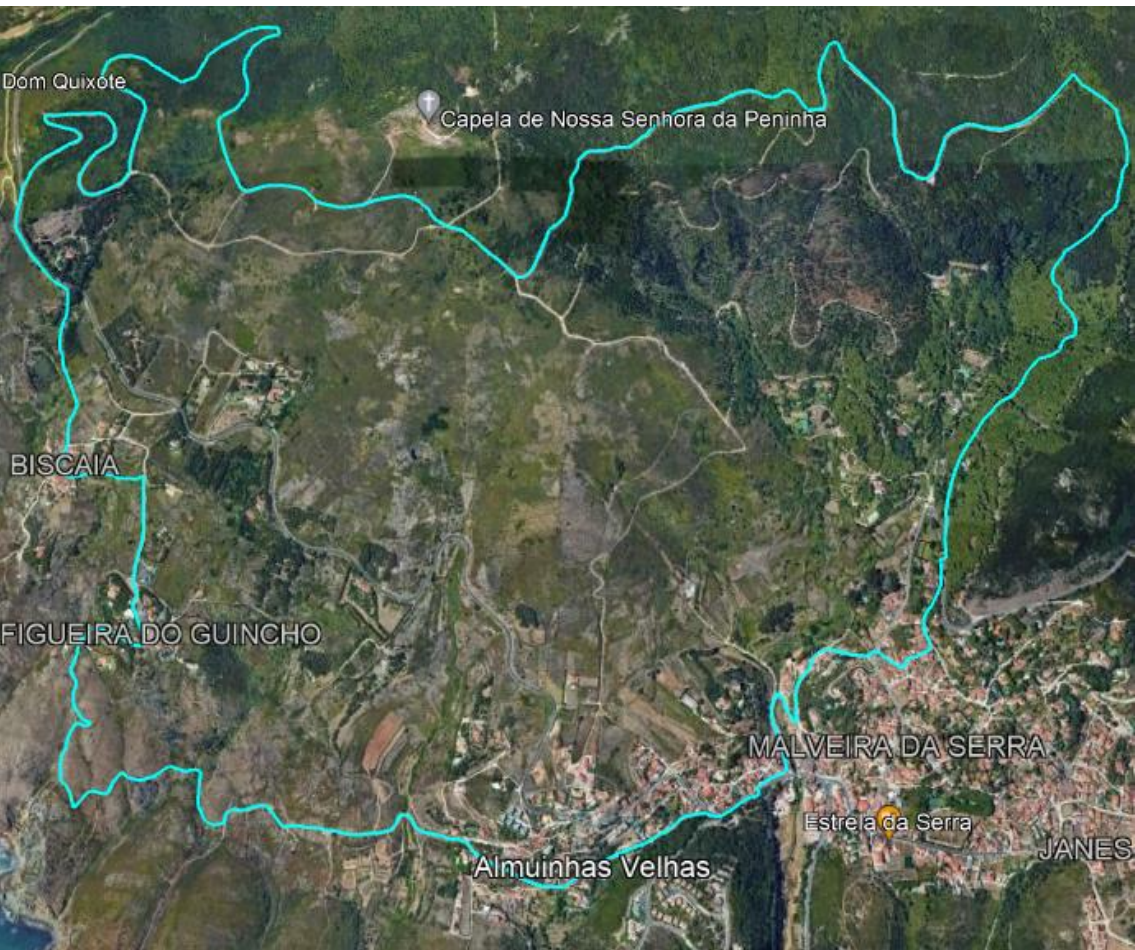 Dom Quixote
Capela de Nossa Senhora da Peninha
BISCAIA
FIGUEIRA DO GUINCHO
MALVEIRA DA SERRA
Estrela da Serra
JANES
Almuinhas Velhas